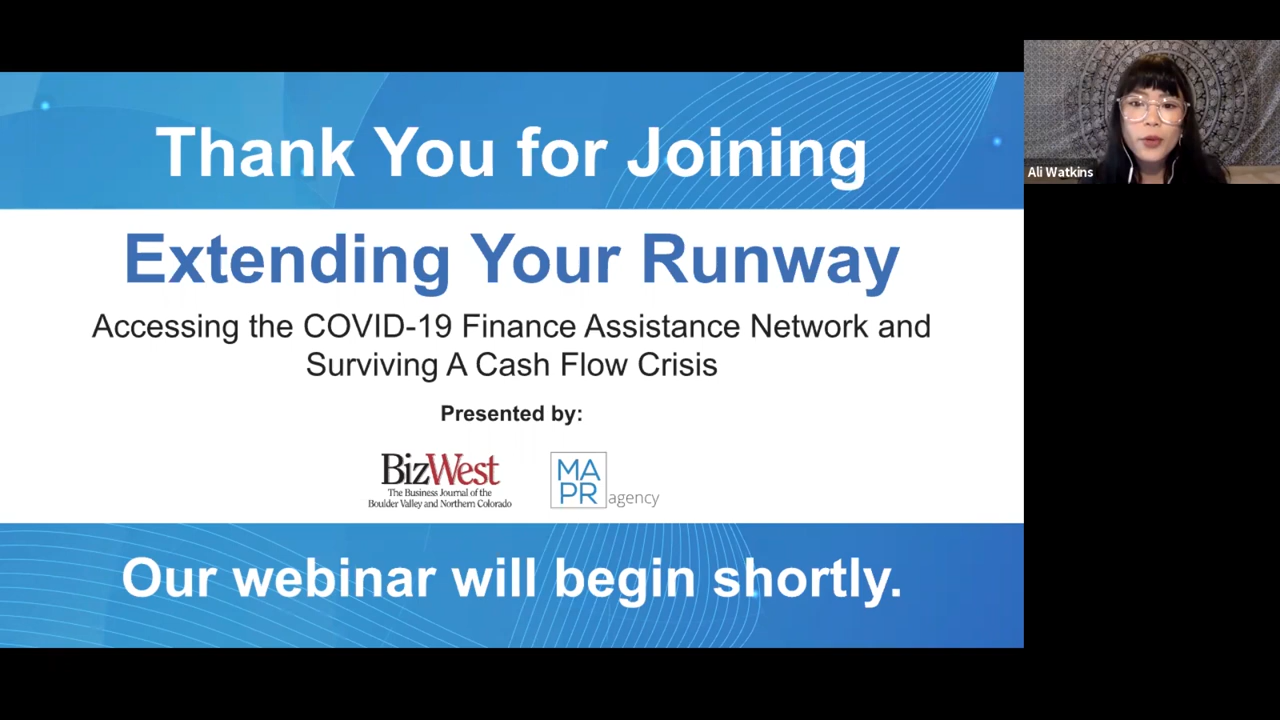 Thank You for Joining
Extending Your Runway
Accessing the COVID-19 Finance Assistance Network and
Surviving A Cash Flow Crisis
Presented by:
BizWest
The Business Journal of the
Boulder Valley and Northern Colorado
MA
PR agency
Our webinar will begin shortly.
Ali Watkins